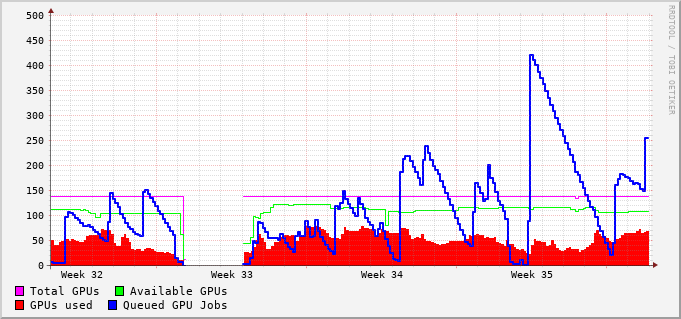 500
450
400
350
300
250
200
150
100
50
0
Week 32 Week 33 Week 34 Week 35
Total GPUs Available GPUs
GPUs used Queued GPU Jobs
RRDTOOL / TOBI OETIKER